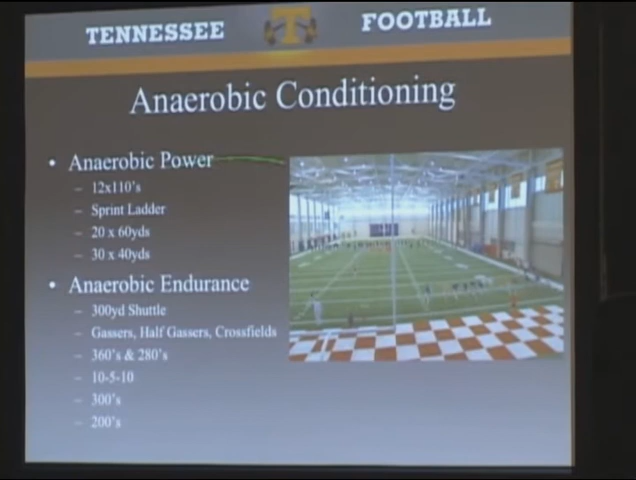 TENNESSEE T FOOTBALL
Anaerobic Conditioning
• Anaerobic Power
– 12x110's
– Sprint Ladder
– 20 x 60yds
– 30 x 40yds
• Anaerobic Endurance
– 300yd Shuttle
– Gassers, Half Gassers, Crossfields
– 360's & 280's
– 10-5-10
– 300's
– 200's